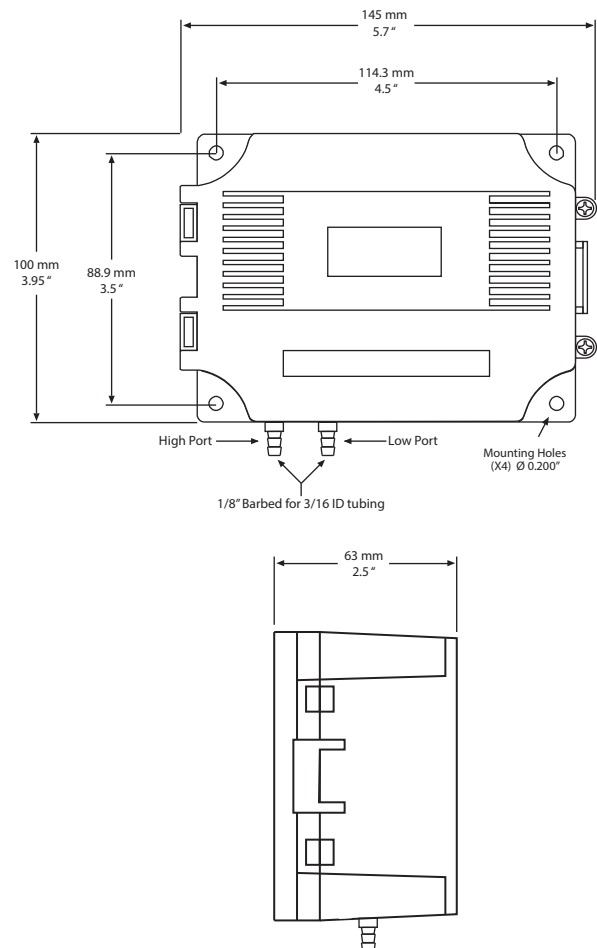 145 mm
5.7“
114.3 mm
4.5“
100 mm
3.95“
88.9 mm
3.5“
High Port
Low Port
Mounting Holes
(X4) Ø 0.200”
1/8” Barbed for 3/16 ID tubing
63 mm
2.5“